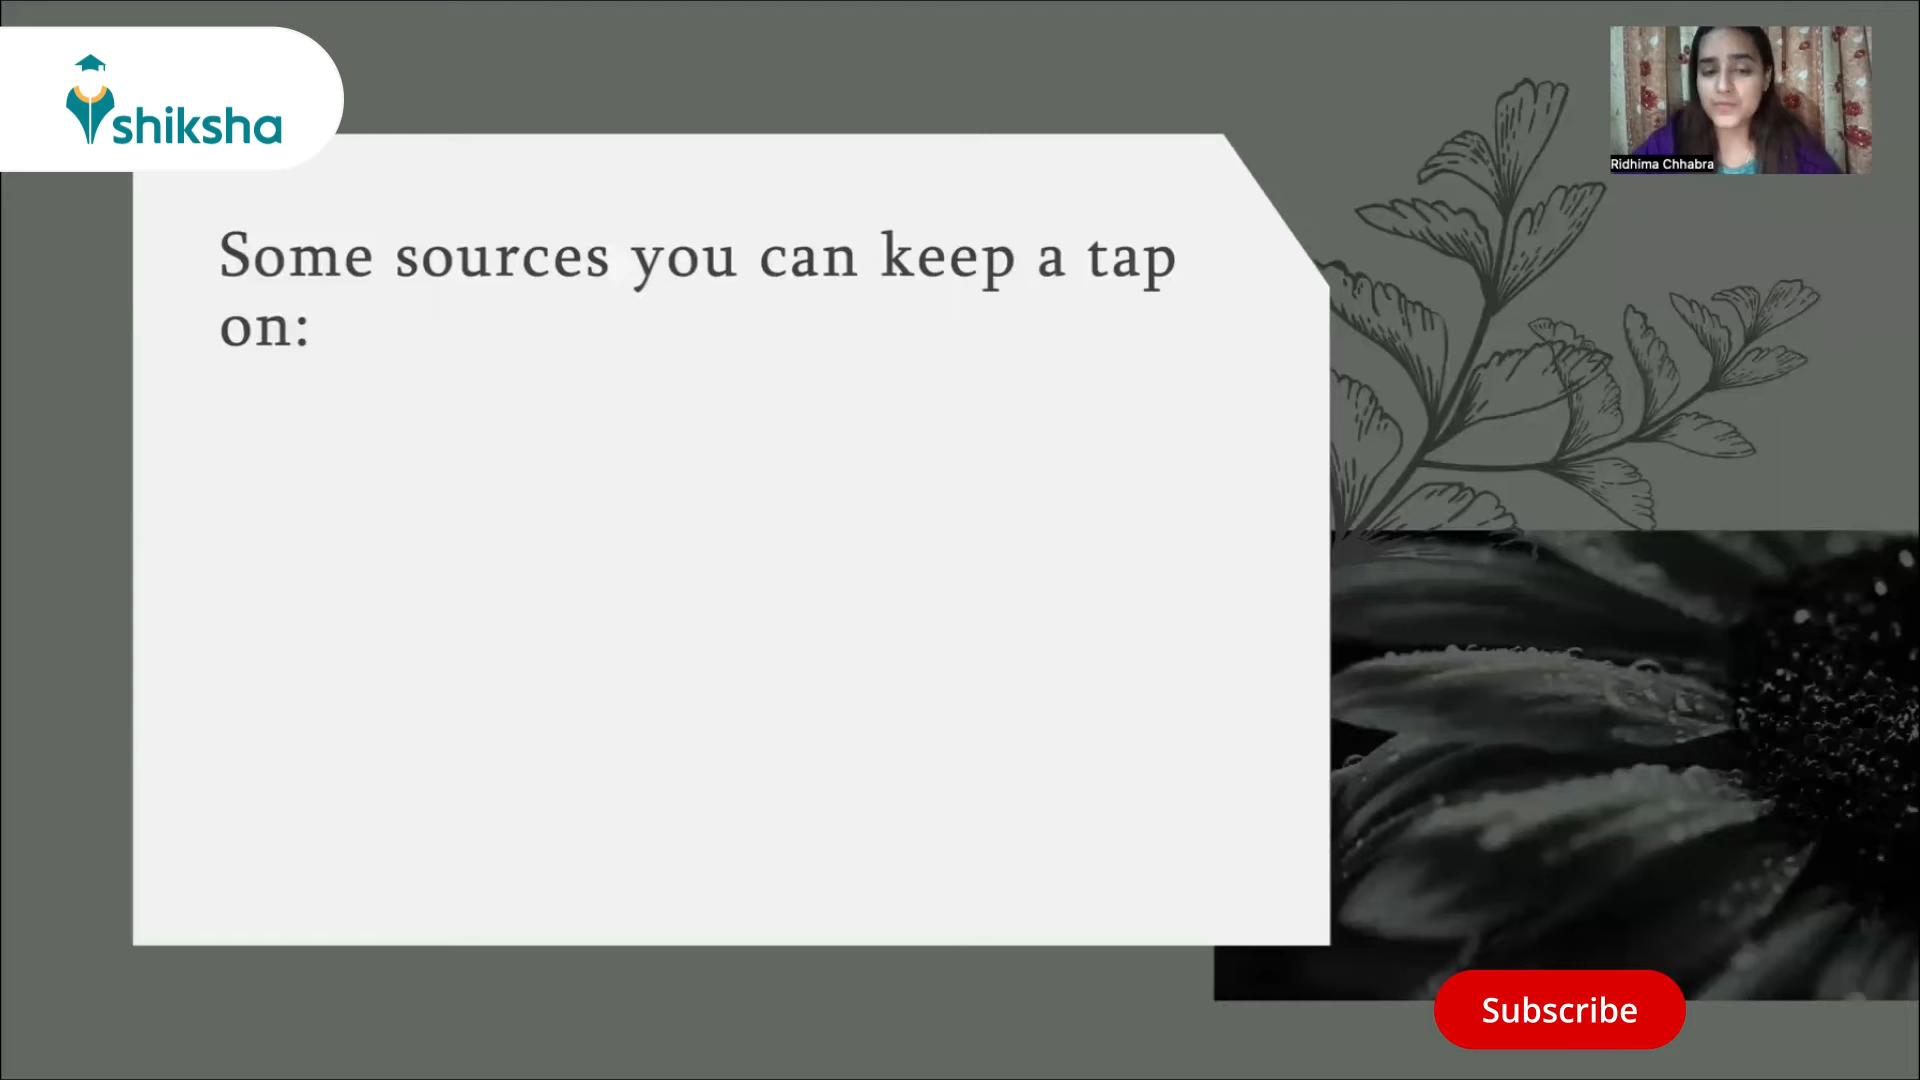 shiksha
Ridhima Chhabra
Some sources you can keep a tap
on:
Subscribe